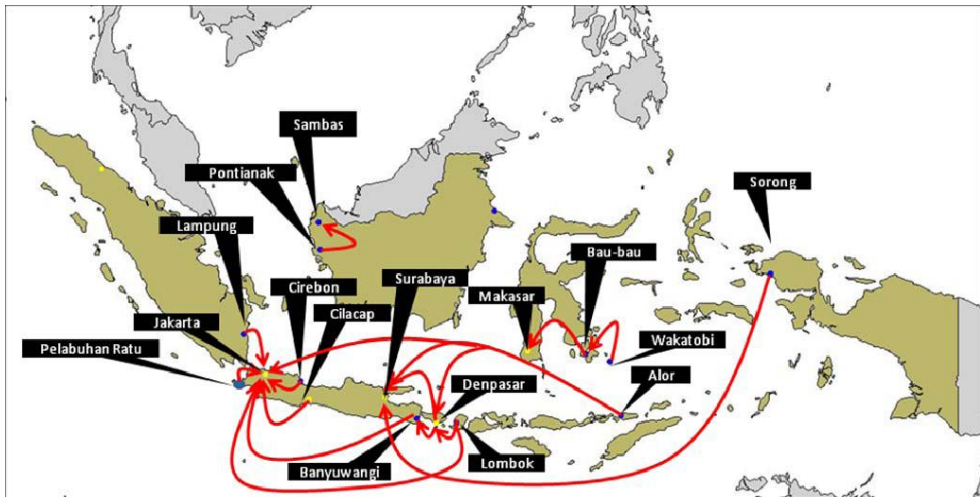 Sambas
Pontianak
Sorong
Lampung
Bau-bau
Cirebon
Surabaya
Makasar
Jakarta
Cilacap
Wakatobi
Pelabuhan Ratu
Denpasar
Alor
Banyuwangi
Lombok